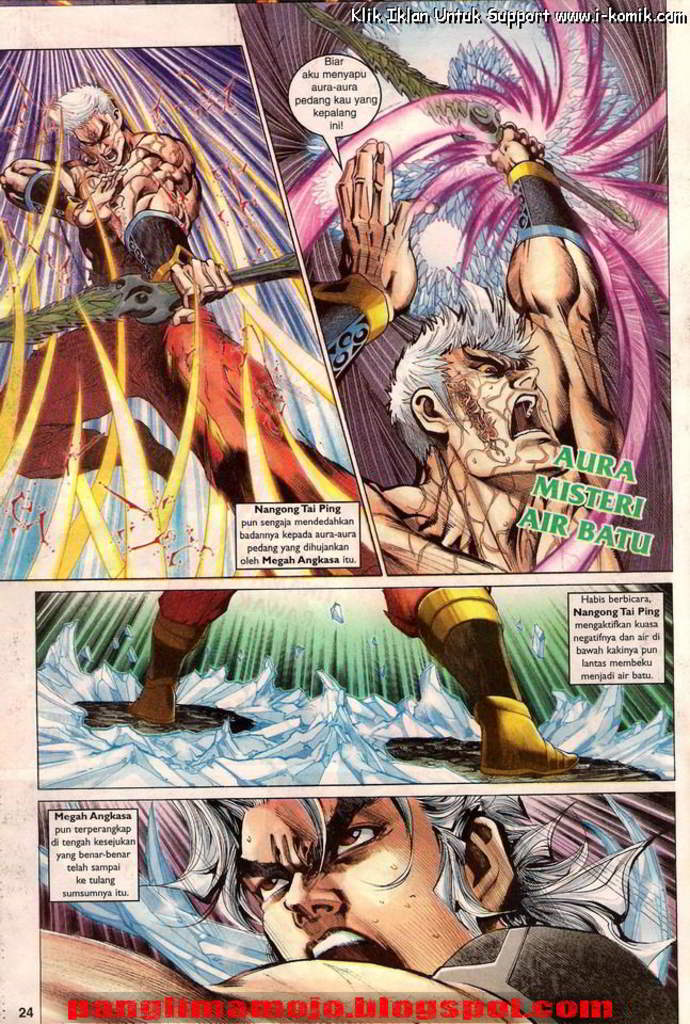 Klik Iklan Untuk Support www.i-komik.com
Biar
aku menyapu
aura-aura
pedang kau yang
kepalang
ini!
Nangong Tai Ping
pun sengaja mendedahkan
badannya kepada aura-aura
pedang yang dihujankan
oleh Megah Angkasa itu.
AURA
MISTERI
AIR BATU
Habis berbicara,
Nangong Tai Ping
mengaktifkan kuasa
negatifnya dan air di
bawah kakinya pun
lantas membeku
menjadi air batu.
Megah Angkasa
pun terperangkap
di tengah kesejukan
yang benar-benar
telah sampai
ke tulang
sumsumnya itu.
24
panglimamojo.blogspot.com